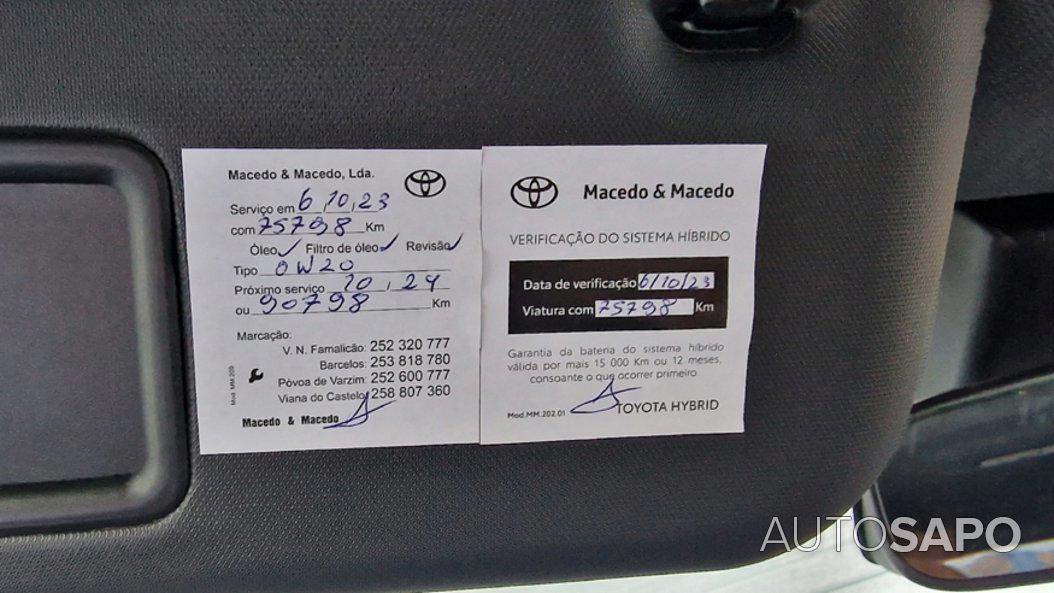 Macedo & Macedo, Lda.
Serviço em 6,10,23
com 75798 Km
Óleo✓ Filtro de óleo✓ Revisão✓
Tipo 0W20
Próximo serviço 10,24
ou 90798 Km
Marcação:
V. N. Famalicão: 252 320 777
Barcelos: 253 818 780
Póvoa de Varzim: 252 600 777
Viana do Castelo: 258 807 360
Mod. MM.209
Macedo & Macedo
Macedo & Macedo
VERIFICAÇÃO DO SISTEMA HÍBRIDO
Data de verificação 6/10/23
Viatura com 75798 Km
Garantia da bateria do sistema híbrido
válida por mais 15 000 Km ou 12 meses,
consoante o que ocorrer primeiro.
Mod.MM.202.01 TOYOTA HYBRID
AUTOSAPO